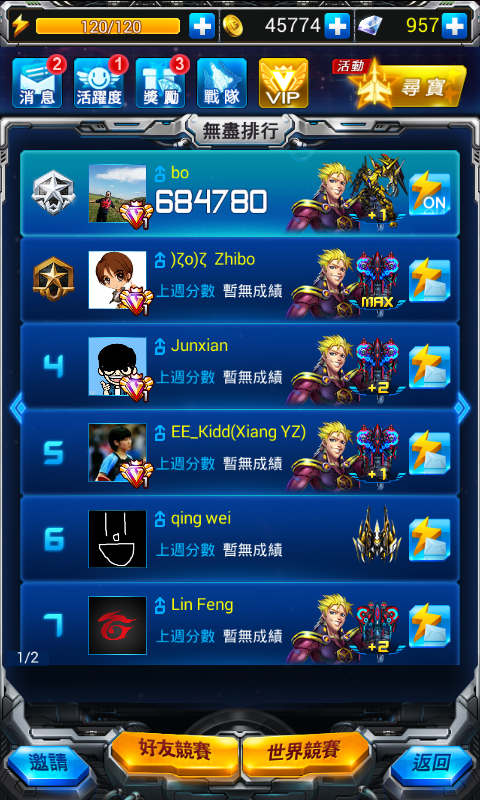 120/120 45774 957
2 1 3 活動
消息 活躍度 獎勵 戰隊 VIP 尋寶
無盡排行
bo
684780
1 +1 ON
)ζo)ζ Zhibo
上週分數 暫無成績
1 MAX
4 Junxian
上週分數 暫無成績
1 +2
5 EE_Kidd(Xiang YZ)
上週分數 暫無成績
1 +1
6 qing wei
上週分數 暫無成績
7 Lin Feng
上週分數 暫無成績
+2
1/2
邀請 好友競賽 世界競賽 返回